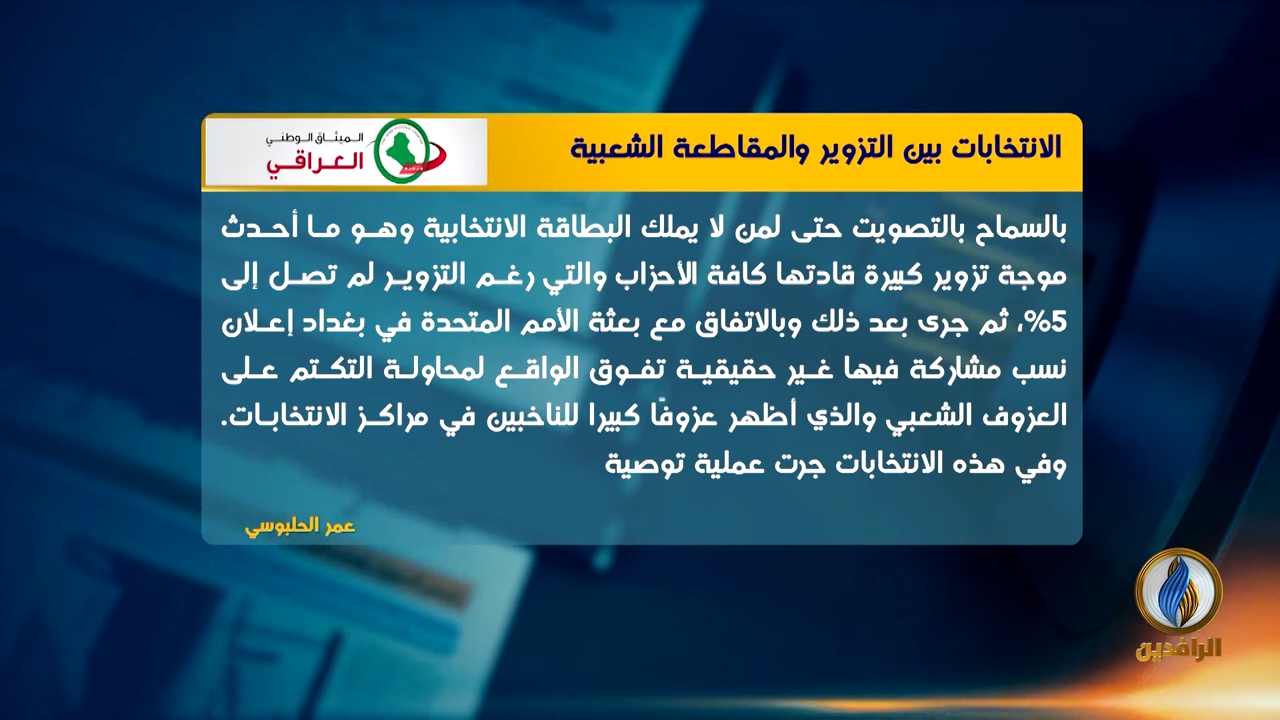 الانتخابات بين التزوير والمقاطعة الشعبية
الميثاق الوطني
العراقي
بالسماح بالتصويت حتى لمن لا يملك البطاقة الانتخابية وهو ما أحدث
موجة تزوير كبيرة قادتها كافة الأحزاب والتي رغم التزوير لم تصل إلى
5%، ثم جرى بعد ذلك وبالاتفاق مع بعثة الأمم المتحدة في بغداد إعلان
نسب مشاركة فيها غير حقيقية تفوق الواقع لمحاولة التكتم على
العزوف الشعبي والذي أظهر عزوفًا كبيرا للناخبين في مراكز الانتخابات.
وفي هذه الانتخابات جرت عملية توصية
عمر الحلبوسي
الرافدين